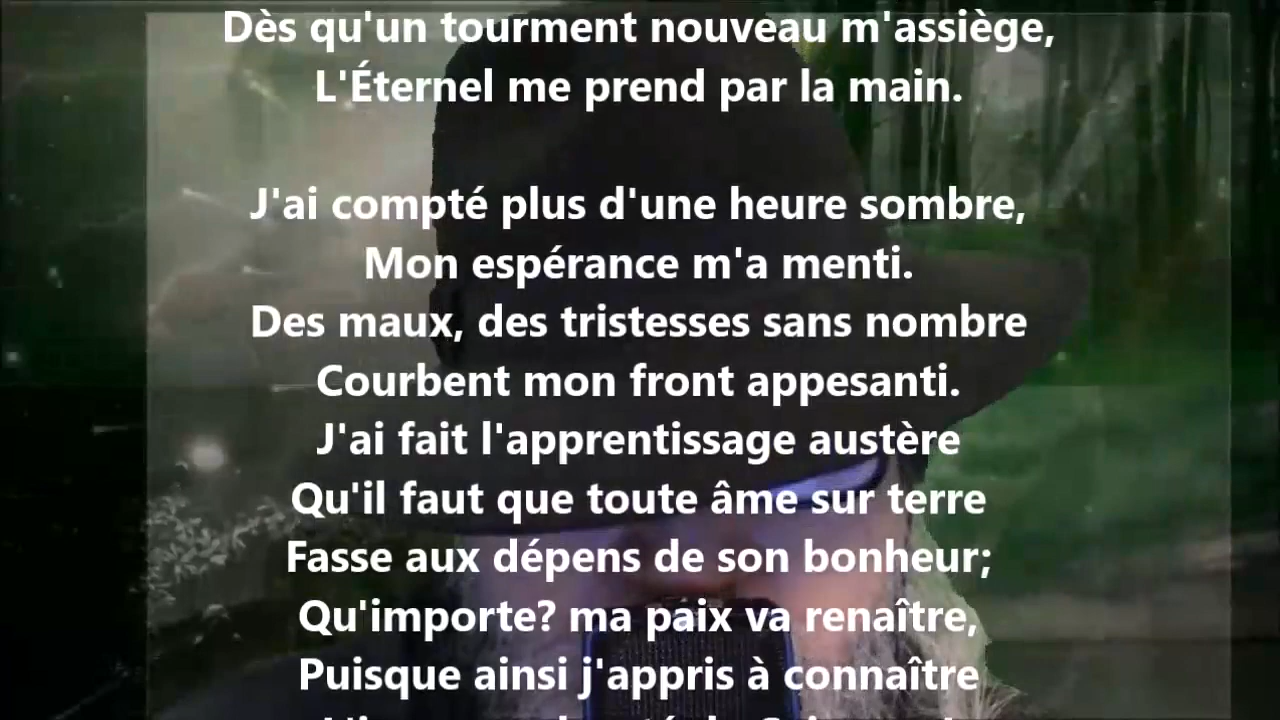 Dès qu'un tourment nouveau m'assiège,
L'Éternel me prend par la main.
J'ai compté plus d'une heure sombre,
Mon espérance m'a menti.
Des maux, des tristesses sans nombre
Courbent mon front appesanti.
J'ai fait l'apprentissage austère
Qu'il faut que toute âme sur terre
Fasse aux dépens de son bonheur;
Qu'importe? ma paix va renaître,
Puisque ainsi j'appris à connaître